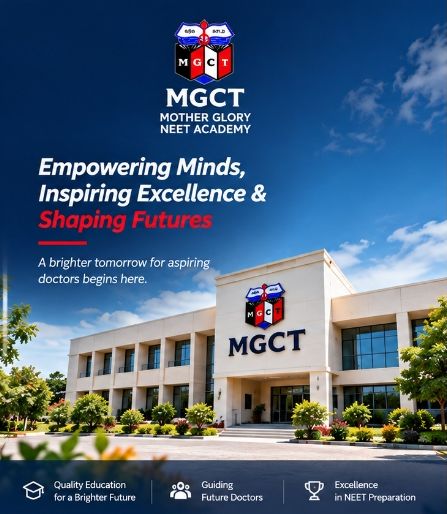 MGCT
MGCT
MOTHER GLORY
NEET ACADEMY
Empowering Minds,
Inspiring Excellence &
Shaping Futures
A brighter tomorrow for aspiring
doctors begins here.
MGCT
MGCT
Quality Education
for a Brighter Future
Guiding
Future Doctors
Excellence
in NEET Preparation